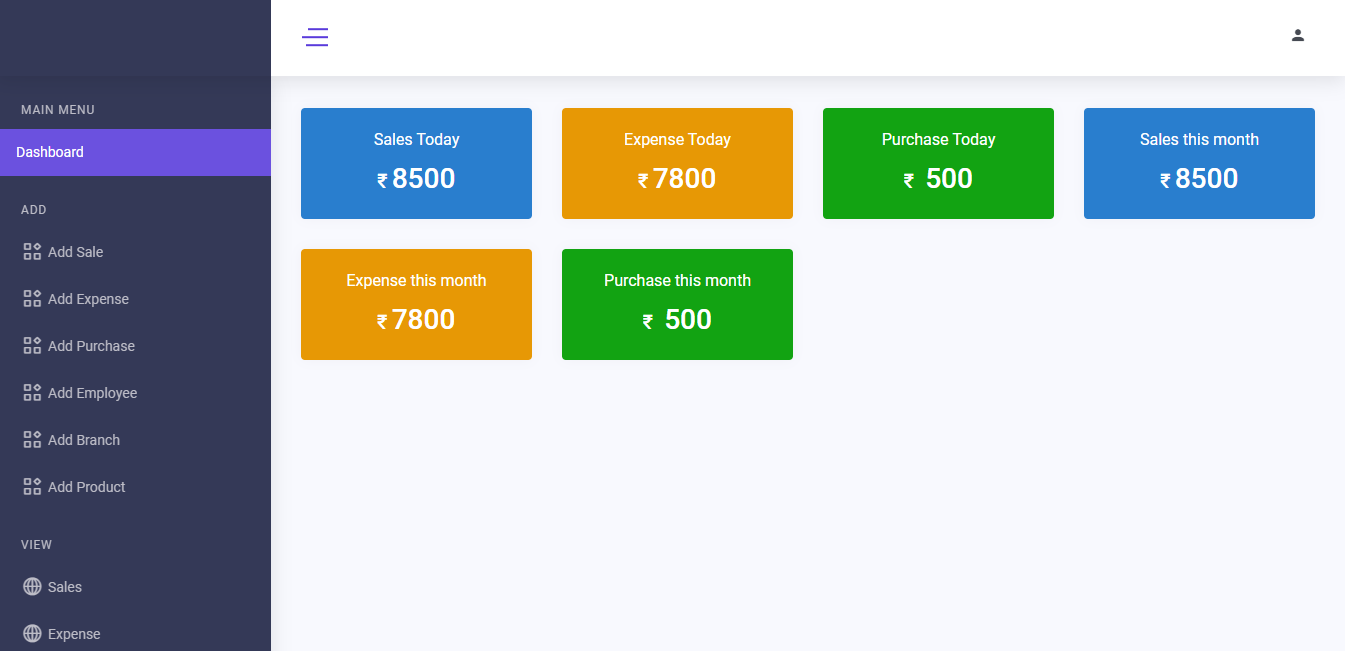 MAIN MENU
Dashboard
ADD
Add Sale
Add Expense
Add Purchase
Add Employee
Add Branch
Add Product
VIEW
Sales
Expense
Sales Today
₹ 8500
Expense Today
₹ 7800
Purchase Today
₹ 500
Sales this month
₹ 8500
Expense this month
₹ 7800
Purchase this month
₹ 500